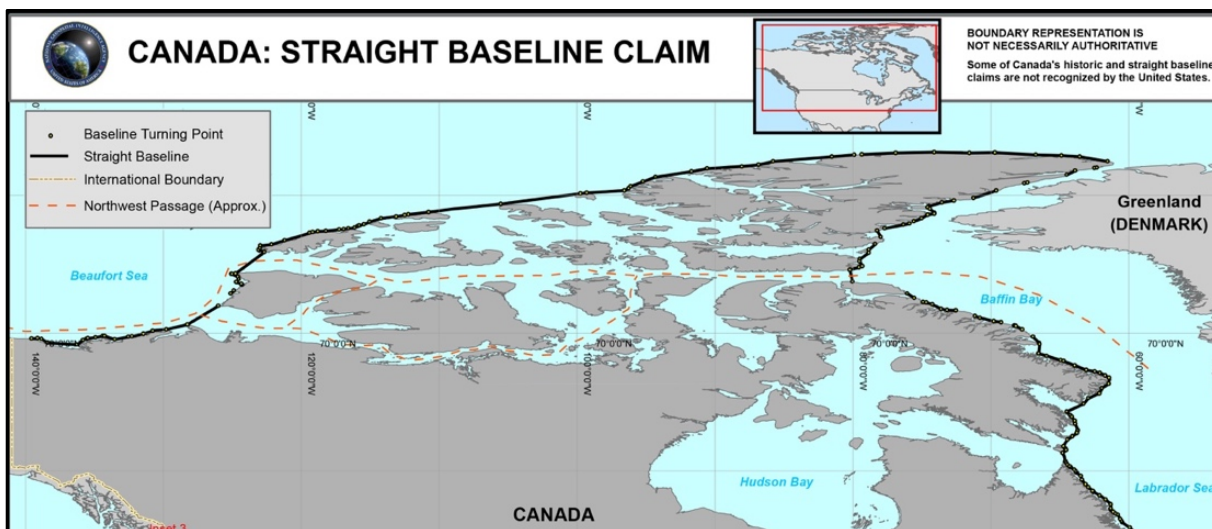 CANADA: STRAIGHT BASELINE CLAIM
BOUNDARY REPRESENTATION IS
NOT NECESSARILY AUTHORITATIVE
Some of Canada's historic and straight baseline
claims are not recognized by the United States.
Baseline Turning Point
Straight Baseline
International Boundary
Northwest Passage (Approx.)
Greenland
(DENMARK)
Beaufort Sea
Baffin Bay
70°0'0"N
70°0'0"N
70°0'0"N
70°0'0"N
140°0'0"W
120°0'0"W
100°0'0"W
80°0'0"W
60°0'0"W
Hudson Bay
Labrador Sea
CANADA
Inset 3